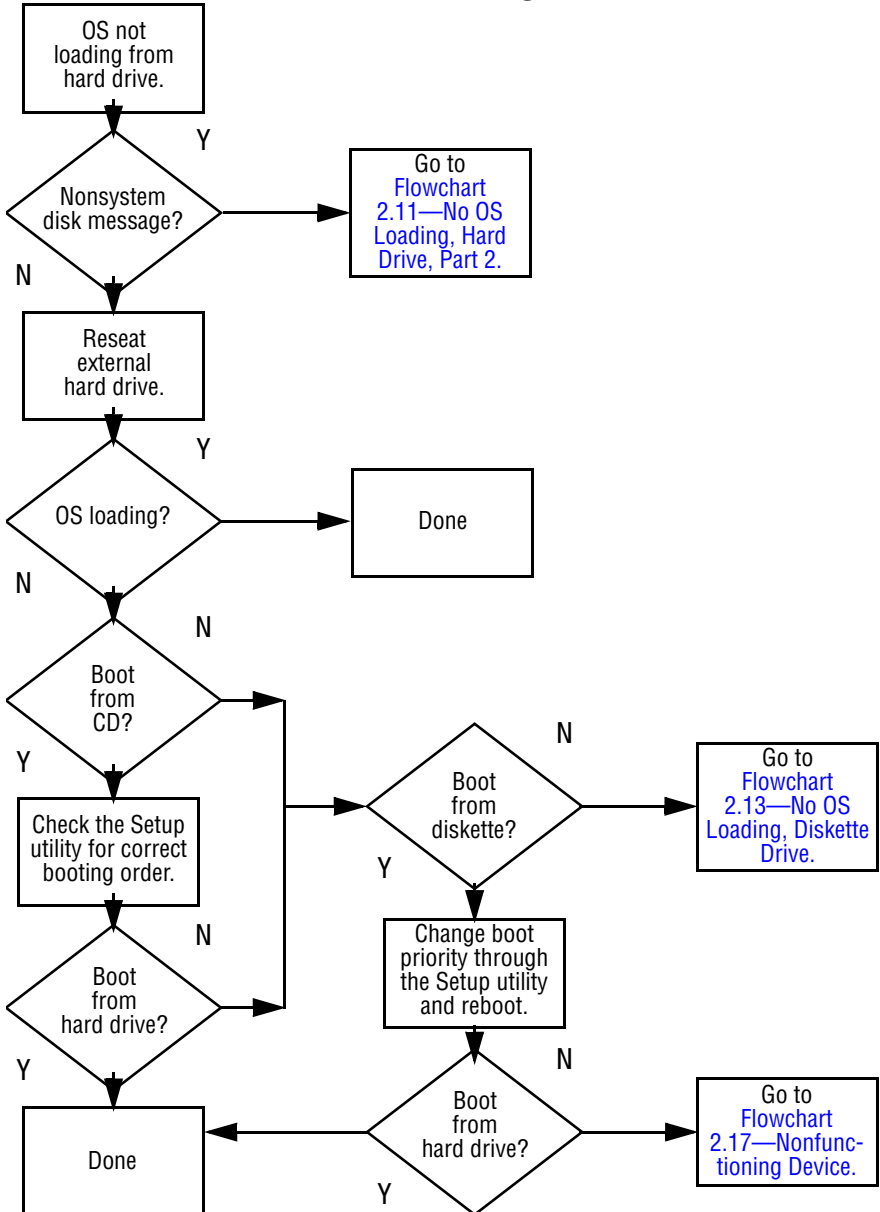 OS not
loading from
hard drive.
Y
Nonsystem
disk message?
Go to
Flowchart
2.11—No OS
Loading, Hard
Drive, Part 2.
N
Reseat
external
hard drive.
Y
OS loading?
Done
N
N
Boot
from
CD?
Y
Check the Setup
utility for correct
booting order.
N
Boot
from
hard drive?
Y
Done
N
Boot
from
diskette?
Go to
Flowchart
2.13—No OS
Loading, Diskette
Drive.
Y
Change boot
priority through
the Setup utility
and reboot.
N
Boot
from
hard drive?
Go to
Flowchart
2.17—Nonfunc-
tioning Device.
Y